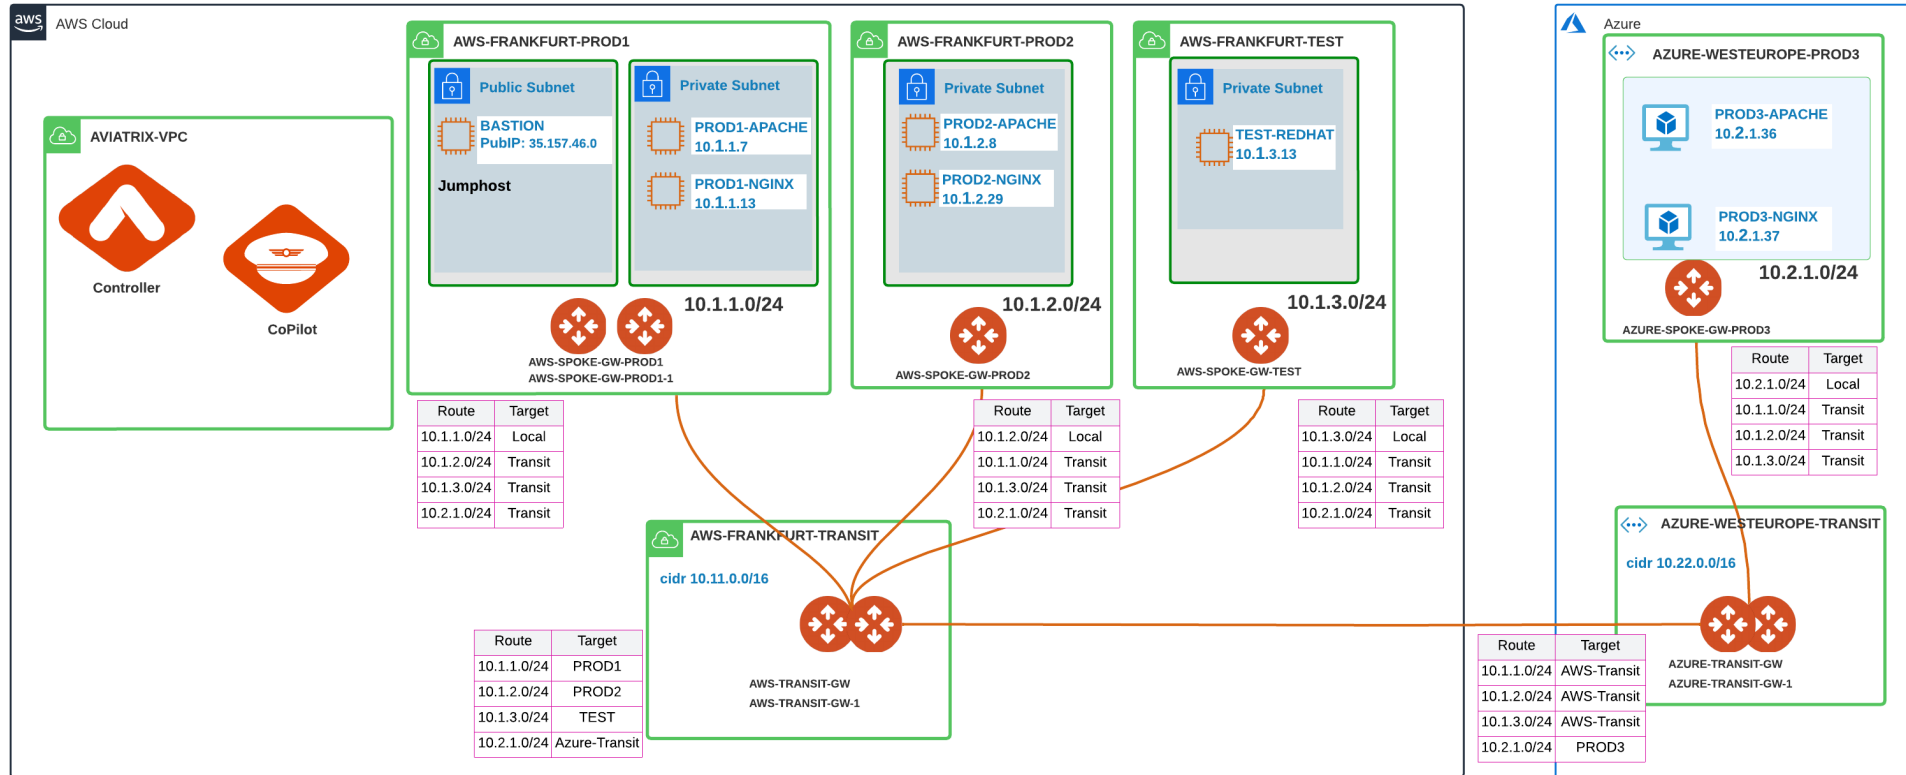 aws
AWS Cloud
AVIATRIX-VPC
Controller
CoPilot
AWS-FRANKFURT-PROD1
Public Subnet
BASTION
PubIP: 35.157.46.0
Jumphost
Private Subnet
PROD1-APACHE
10.1.1.7
PROD1-NGINX
10.1.1.13
10.1.1.0/24
AWS-SPOKE-GW-PROD1
AWS-SPOKE-GW-PROD1-1
AWS-FRANKFURT-PROD2
Private Subnet
PROD2-APACHE
10.1.2.8
PROD2-NGINX
10.1.2.29
10.1.2.0/24
AWS-SPOKE-GW-PROD2
AWS-FRANKFURT-TEST
Private Subnet
TEST-REDHAT
10.1.3.13
10.1.3.0/24
AWS-SPOKE-GW-TEST
Azure
AZURE-WESTEUROPE-PROD3
PROD3-APACHE
10.2.1.36
PROD3-NGINX
10.2.1.37
10.2.1.0/24
AZURE-SPOKE-GW-PROD3
Route Target
10.2.1.0/24 Local
10.1.1.0/24 Transit
10.1.2.0/24 Transit
10.1.3.0/24 Transit
Route Target
10.1.1.0/24 Local
10.1.2.0/24 Transit
10.1.3.0/24 Transit
10.2.1.0/24 Transit
Route Target
10.1.2.0/24 Local
10.1.1.0/24 Transit
10.1.3.0/24 Transit
10.2.1.0/24 Transit
Route Target
10.1.3.0/24 Local
10.1.1.0/24 Transit
10.1.2.0/24 Transit
10.2.1.0/24 Transit
AWS-FRANKFURT-TRANSIT
cidr 10.11.0.0/16
AWS-TRANSIT-GW
AWS-TRANSIT-GW-1
Route Target
10.1.1.0/24 PROD1
10.1.2.0/24 PROD2
10.1.3.0/24 TEST
10.2.1.0/24 Azure-Transit
AZURE-WESTEUROPE-TRANSIT
cidr 10.22.0.0/16
AZURE-TRANSIT-GW
AZURE-TRANSIT-GW-1
Route Target
10.1.1.0/24 AWS-Transit
10.1.2.0/24 AWS-Transit
10.1.3.0/24 AWS-Transit
10.2.1.0/24 PROD3